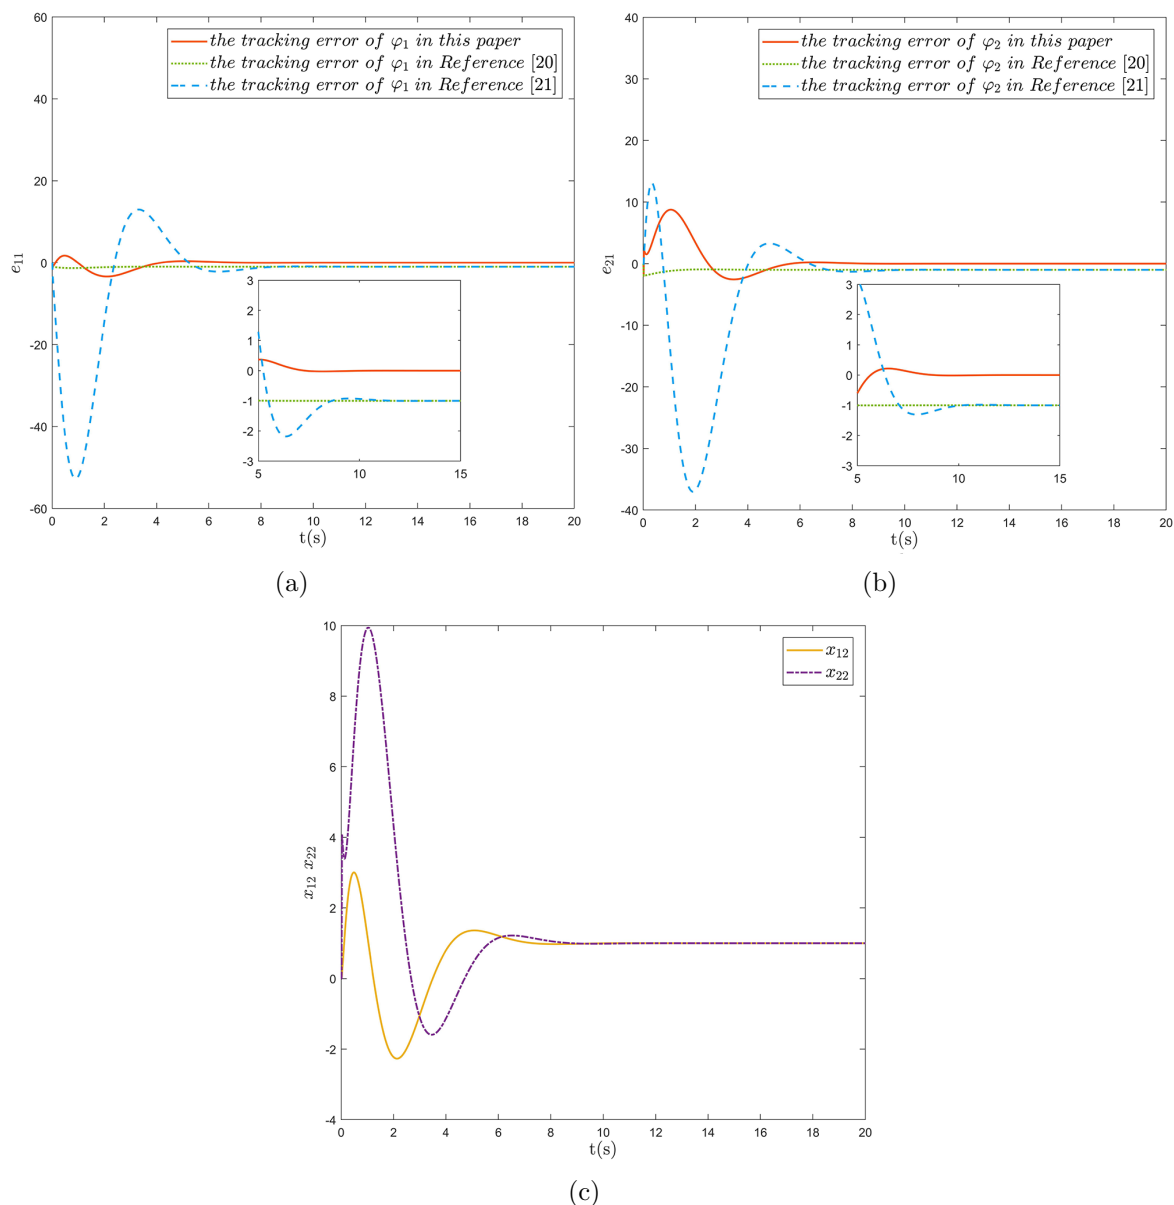 60
40
20
0
-20
-40
-60
0 2 4 6 8 10 12 14 16 18 20
t(s)
e11
the tracking error of φ1 in this paper
the tracking error of φ1 in Reference [20]
the tracking error of φ1 in Reference [21]
3
2
1
0
-1
-2
-3
5 10 15
(a)
40
30
20
10
0
-10
-20
-30
-40
0 2 4 6 8 10 12 14 16 18 20
t(s)
e21
the tracking error of φ2 in this paper
the tracking error of φ2 in Reference [20]
the tracking error of φ2 in Reference [21]
3
2
1
0
-1
-2
-3
5 10 15
(b)
10
8
6
4
2
0
-2
-4
0 2 4 6 8 10 12 14 16 18 20
t(s)
x12 x22
x12
x22
(c)